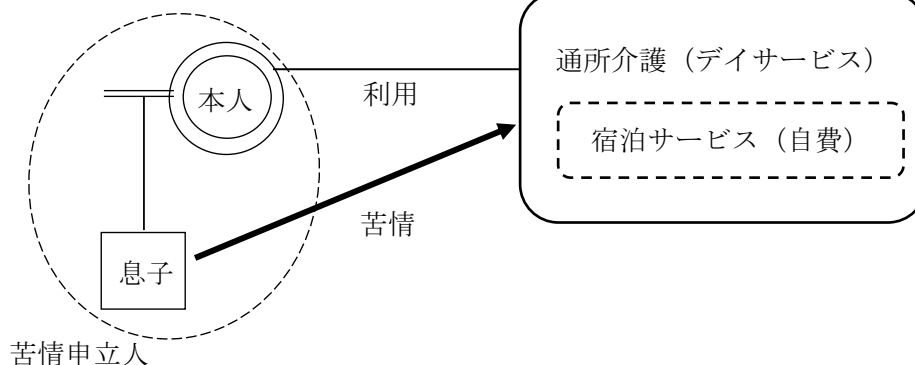 通所介護（デイサービス）
本人
利用
宿泊サービス（自費）
苦情
息子
苦情申立人